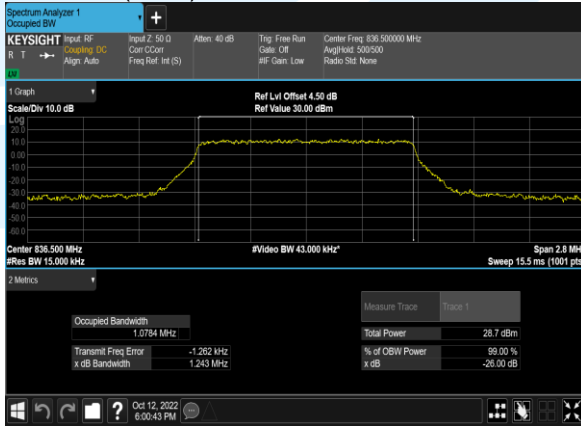 Spectrum Analyzer 1
Occupied BW
+
KEYSIGHT Input: RF Input Z: 50 Ω Atten: 40 dB Trig: Free Run Center Freq: 836.500000 MHz
R T Coupling: DC Corr CCorr Gate: Off Avg|Hold: 500/500
Align: Auto Freq Ref: Int (S) #IF Gain: Low Radio Std: None
1 Graph
Ref Lvl Offset 4.50 dB
Scale/Div 10.0 dB Ref Value 30.00 dBm
Log
20.0
10.0
0.00
-10.0
-20.0
-30.0
-40.0
-50.0
-60.0
Center 836.500 MHz #Video BW 43.000 kHz* Span 2.8 MH
#Res BW 15.000 kHz Sweep 15.5 ms (1001 pts
2 Metrics
Measure Trace Trace 1
Occupied Bandwidth
1.0784 MHz Total Power 28.7 dBm
Transmit Freq Error -1.262 kHz % of OBW Power 99.00 %
x dB Bandwidth 1.243 MHz x dB -26.00 dB
? Oct 12, 2022
6:00:43 PM